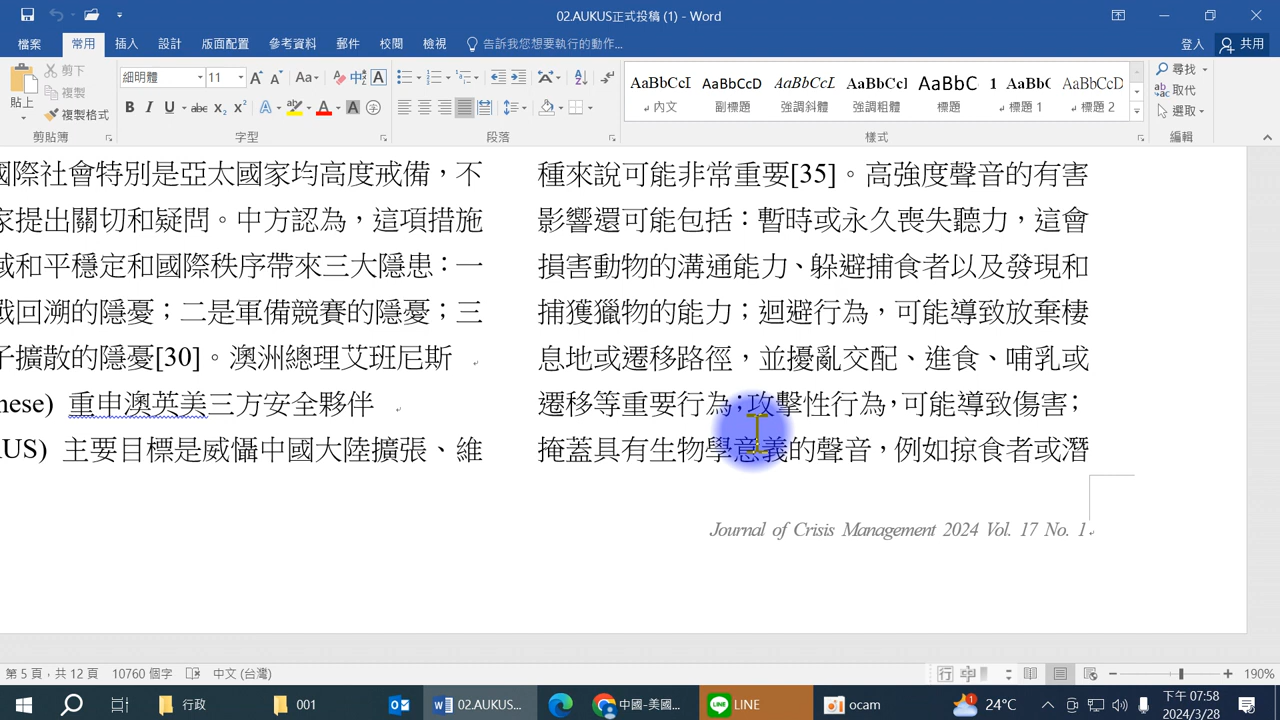 02.AUKUS正式投稿 (1) - Word
檔案 常用 插入 設計 版面配置 參考資料 郵件 校閱 檢視 告訴我您想要執行的動作... 登入 共用
貼上 剪下 複製 複製格式 剪貼簿
細明體 11 字型
段落
AaBbCcI AaBbCcD AaBbCcL AaBbCcl AaBbC 1 AaBb( AaBbCcD
內文 副標題 強調斜體 強調粗體 標題 標題 1 標題 2
樣式
尋找 取代 選取 編輯
國際社會特別是亞太國家均高度戒備，不
家提出關切和疑問。中方認為，這項措施
域和平穩定和國際秩序帶來三大隱患：一
戰回溯的隱憂；二是軍備競賽的隱憂；三
子擴散的隱憂[30]。澳洲總理艾班尼斯
nese) 重申澳英美三方安全夥伴
KUS) 主要目標是威懾中國大陸擴張、維
種來說可能非常重要[35]。高強度聲音的有害
影響還可能包括：暫時或永久喪失聽力，這會
損害動物的溝通能力、躲避捕食者以及發現和
捕獲獵物的能力；迴避行為，可能導致放棄棲
息地或遷移路徑，並擾亂交配、進食、哺乳或
遷移等重要行為；攻擊性行為，可能導致傷害；
掩蓋具有生物學意義的聲音，例如掠食者或潛
Journal of Crisis Management 2024 Vol. 17 No. 1
第 5 頁，共 12 頁 10760 個字 中文 (台灣) 190%
行政 001 02.AUKUS... 中國-美國... LINE ocam 24°C 中 下午 07:58
2024/3/28